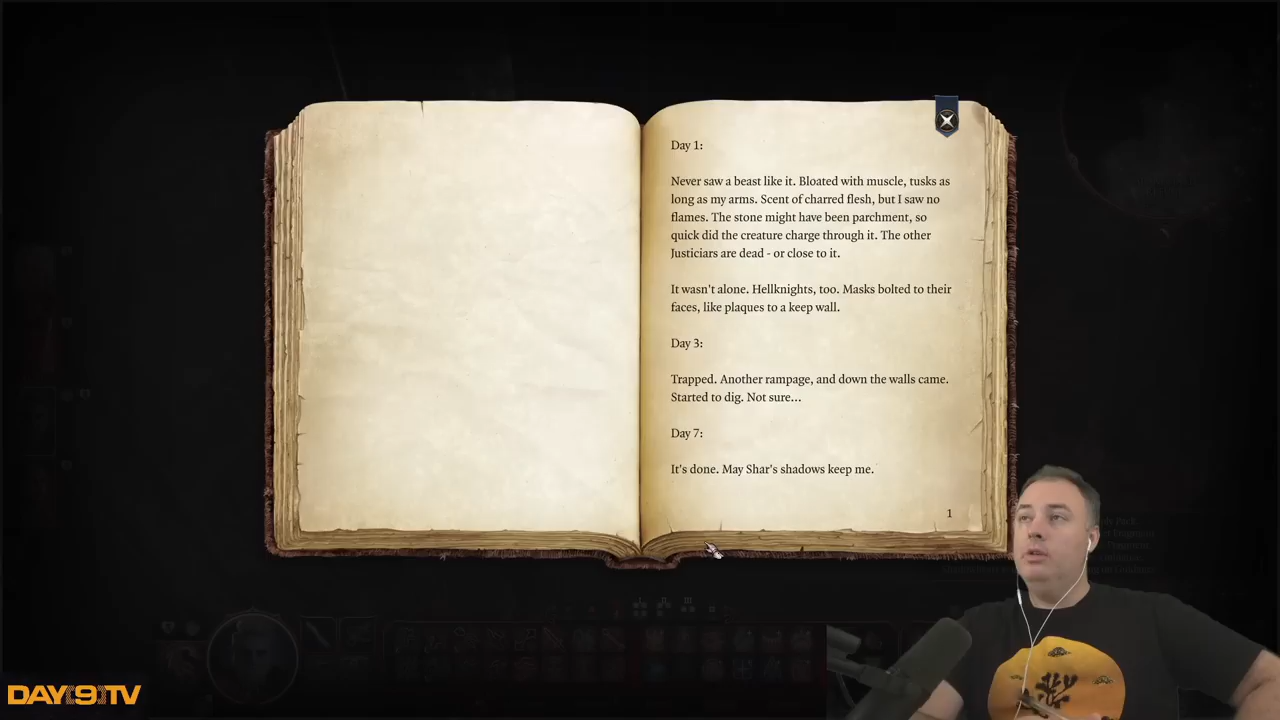 Day 1:
Never saw a beast like it. Bloated with muscle, tusks as
long as my arms. Scent of charred flesh, but I saw no
flames. The stone might have been parchment, so
quick did the creature charge through it. The other
Justiciars are dead - or close to it.
It wasn't alone. Hellknights, too. Masks bolted to their
faces, like plaques to a keep wall.
Day 3:
Trapped. Another rampage, and down the walls came.
Started to dig. Not sure...
Day 7:
It's done. May Shar's shadows keep me.
1
DAY[9]TV